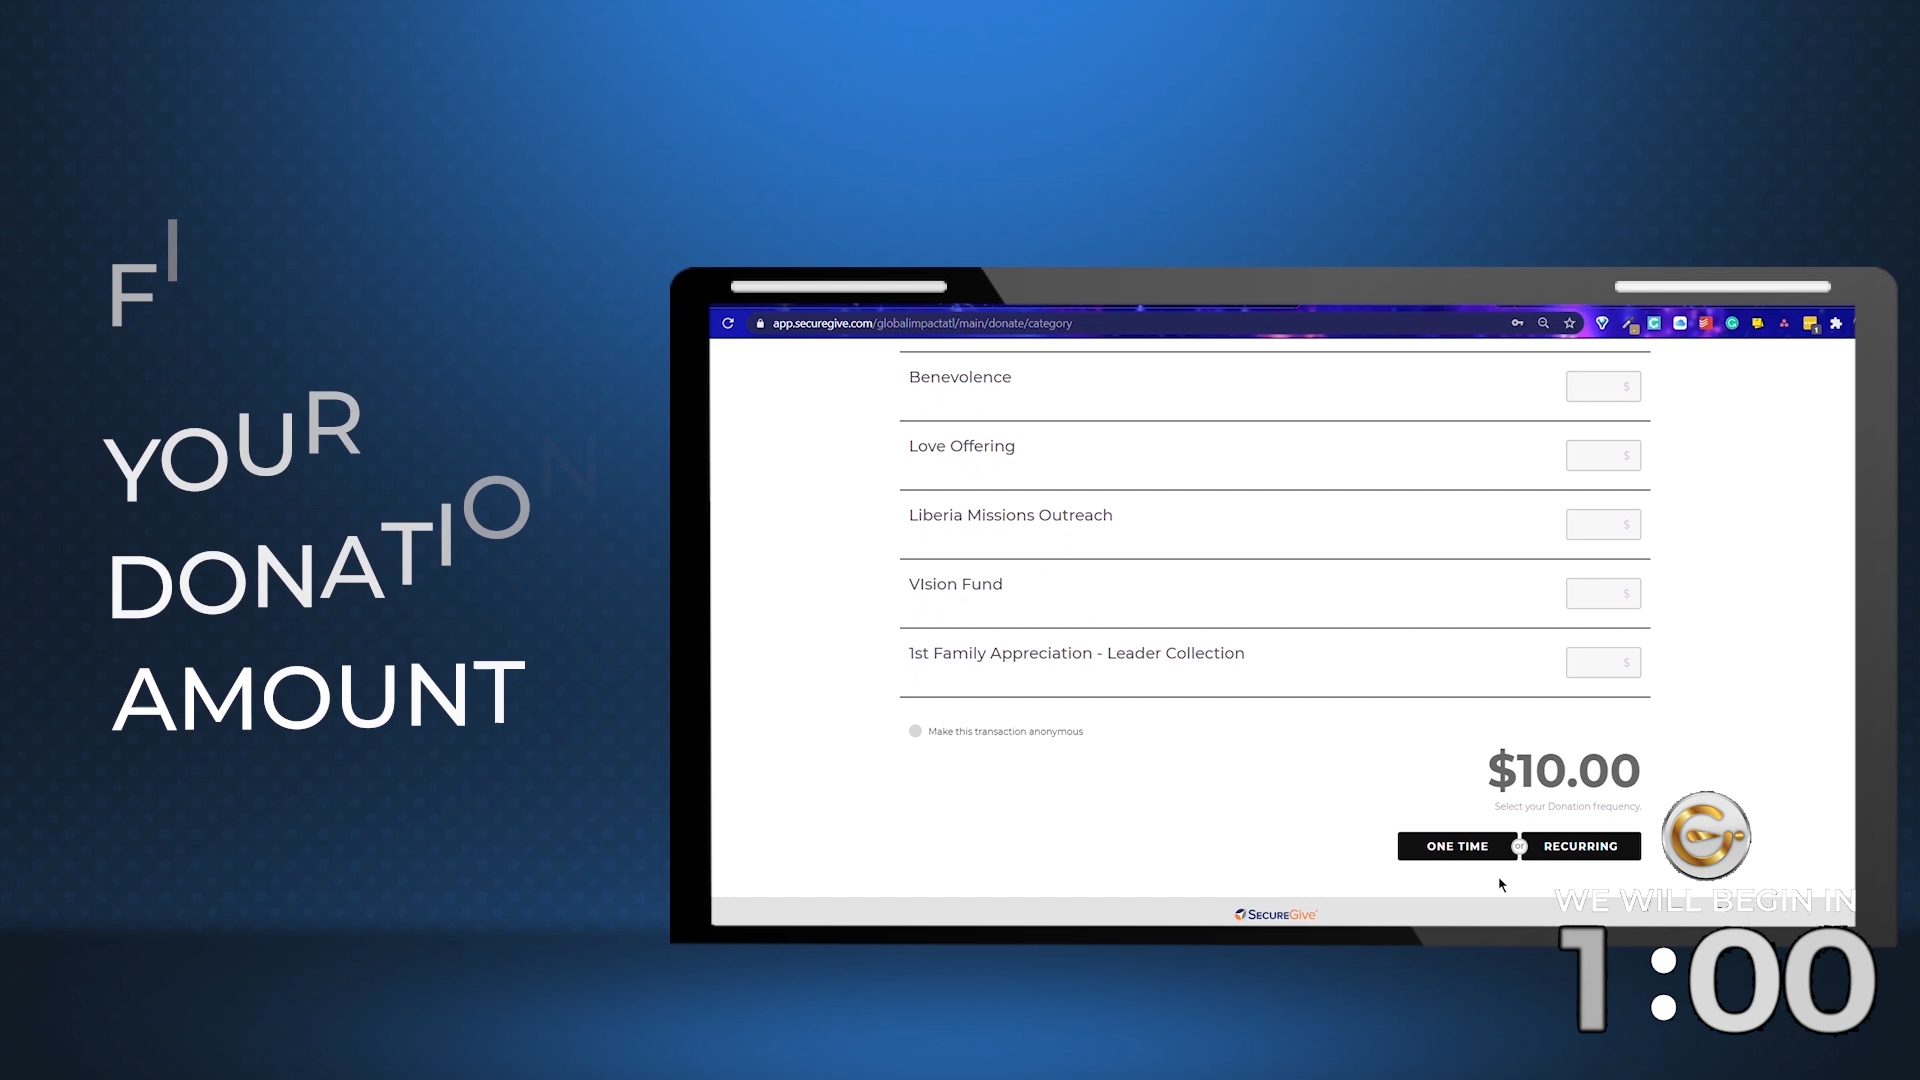 FI
YOUR
DONATION
AMOUNT
app.securegive.com/globalimpactatl/main/donate/category
Benevolence
$
Love Offering
$
Liberia Missions Outreach
$
VIsion Fund
$
1st Family Appreciation - Leader Collection
$
Make this transaction anonymous
$10.00
Select your Donation frequency.
ONE TIME or RECURRING
SECUREGIVE
WE WILL BEGIN IN
1:00